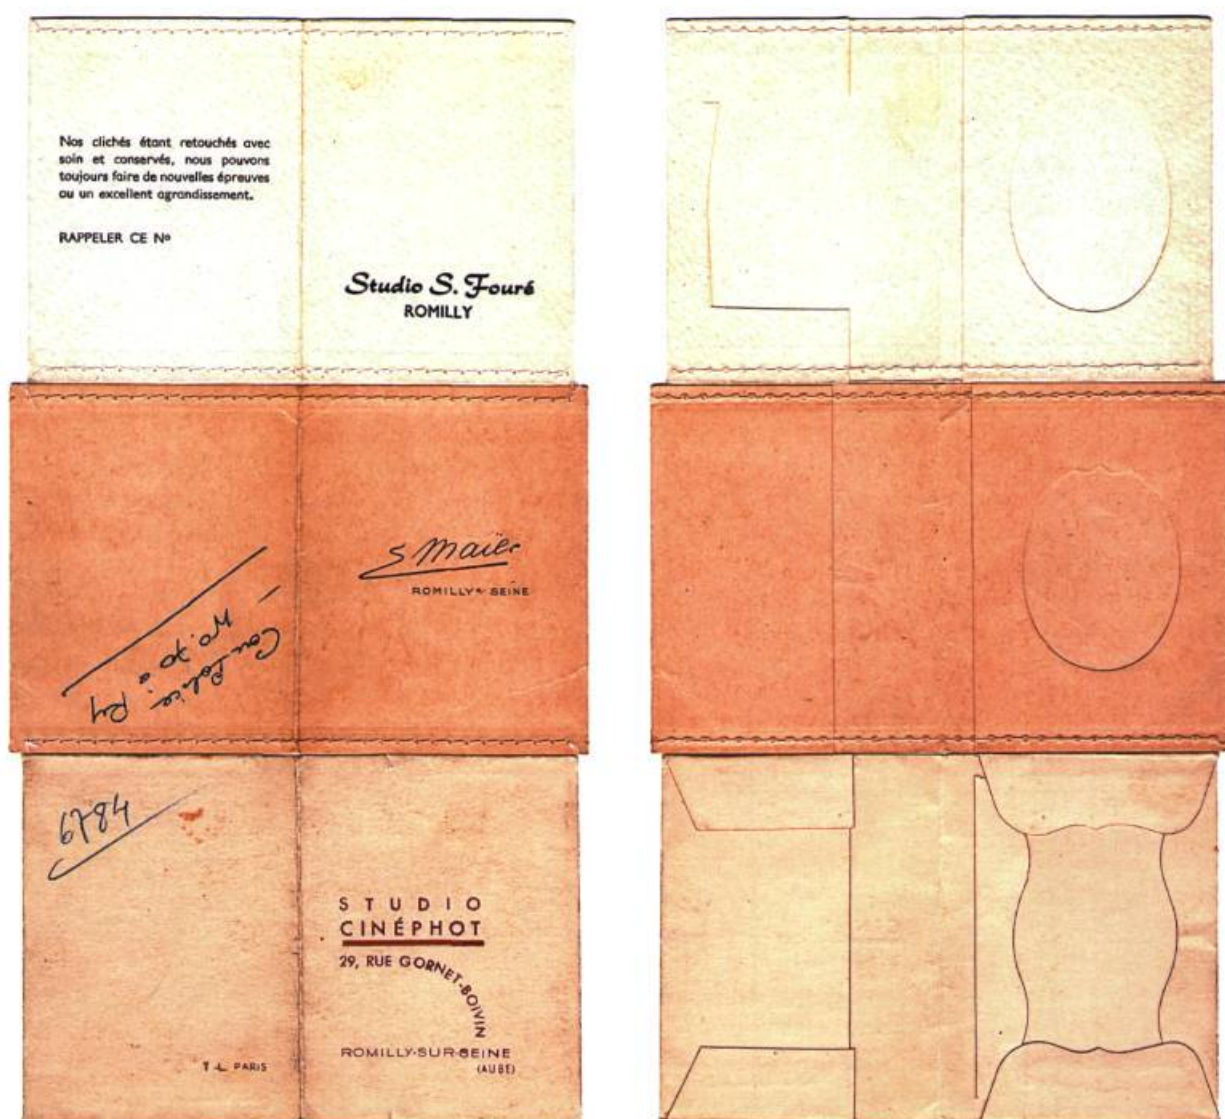 Nos clichés étant retouchés avec
soin et conservés, nous pouvons
toujours faire de nouvelles épreuves
ou un excellent agrandissement.
RAPPELER CE Nº
Studio S. Fouré
ROMILLY
S Maïer
ROMILLY S/ SEINE
6784
STUDIO
CINÉPHOT
29, RUE GORNET-BOIVIN
ROMILLY-SUR-SEINE
(AUBE)
T.L. PARIS